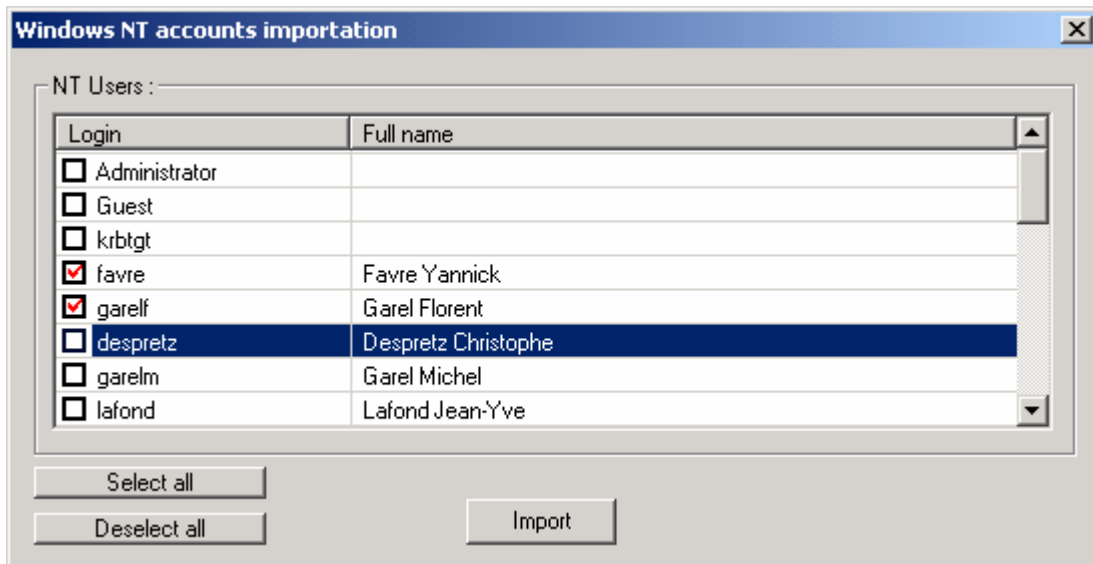 Windows NT accounts importation
NT Users :
Login Full name
Administrator
Guest
krbtgt
favre Favre Yannick
garelf Garel Florent
despretz Despretz Christophe
garelm Garel Michel
lafond Lafond Jean-Yve
Select all
Deselect all
Import